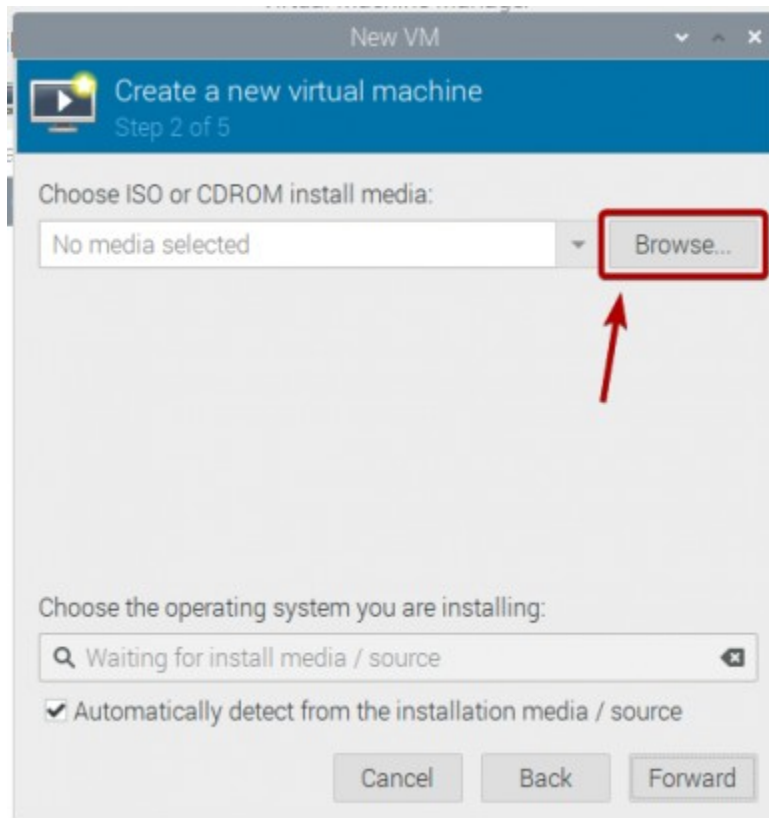 New VM
Create a new virtual machine
Step 2 of 5
Choose ISO or CDROM install media:
No media selected
Browse...
Choose the operating system you are installing:
Waiting for install media / source
Automatically detect from the installation media / source
Cancel Back Forward